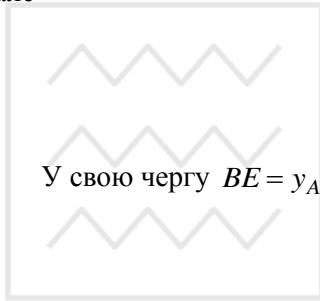 У свою чергу BE = y_A